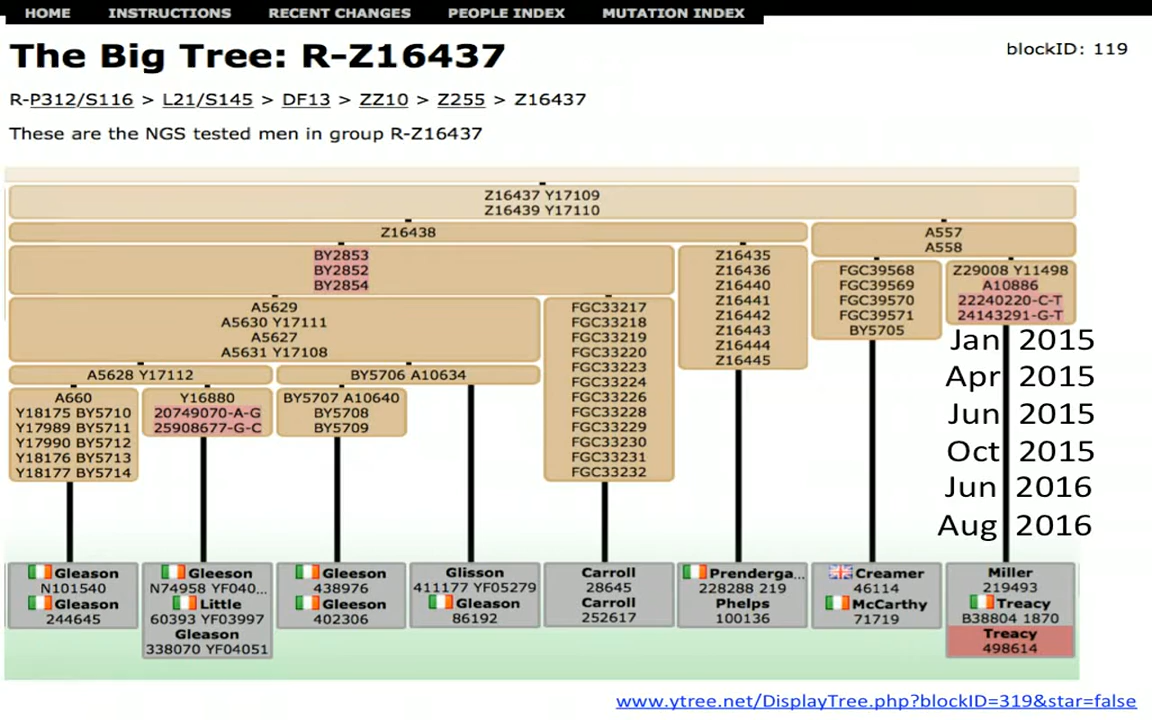 HOME INSTRUCTIONS RECENT CHANGES PEOPLE INDEX MUTATION INDEX
The Big Tree: R-Z16437
blockID: 119
R-P312/S116 > L21/S145 > DF13 > ZZ10 > Z255 > Z16437
These are the NGS tested men in group R-Z16437
Z16437 Y17109
Z16439 Y17110
Z16438
A557
A558
BY2853
BY2852
BY2854
Z16435
Z16436
Z16440
Z16441
Z16442
Z16443
Z16444
Z16445
FGC39568
FGC39569
FGC39570
FGC39571
BY5705
Z29008 Y11498
A10886
22240220-C-T
24143291-G-T
A5629
A5630 Y17111
A5627
A5631 Y17108
FGC33217
FGC33218
FGC33219
FGC33220
FGC33223
FGC33224
FGC33226
FGC33228
FGC33229
FGC33230
FGC33231
FGC33232
A5628 Y17112
BY5706 A10634
A660
Y18175 BY5710
Y17989 BY5711
Y17990 BY5712
Y18176 BY5713
Y18177 BY5714
Y16880
20749070-A-G
25908677-G-C
BY5707 A10640
BY5708
BY5709
Jan 2015
Apr 2015
Jun 2015
Oct 2015
Jun 2016
Aug 2016
Gleason
N101540
Gleason
244645
Gleeson
N74958 YF040...
Little
60393 YF03997
Gleason
338070 YF04051
Gleeson
438976
Gleeson
402306
Glisson
411177 YF05279
Gleason
86192
Carroll
28645
Carroll
252617
Prenderga...
228288 219
Phelps
100136
Creamer
46114
McCarthy
71719
Miller
219493
Treacy
B38804 1870
Treacy
498614
www.ytree.net/DisplayTree.php?blockID=319&star=false